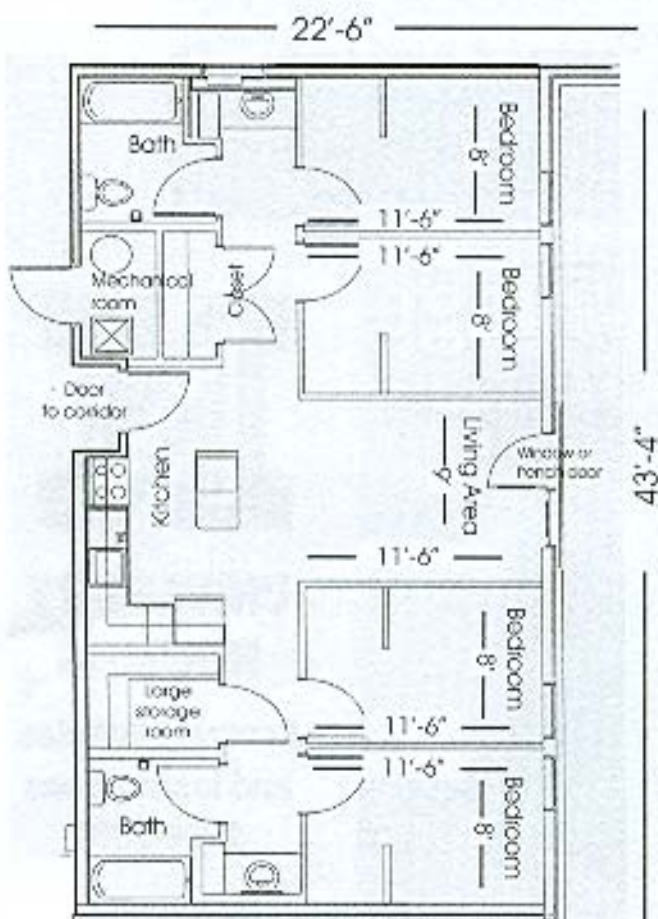 22'-6"
Bath
Bedroom
8'
11'-6"
11'-6"
Mechanical
room
Closet
Bedroom
8'
- Door
to corridor
Kitchen
Living Area
9'
Window or
French door
43'-4"
11'-6"
Bedroom
8'
Large
storage
room
11'-6"
11'-6"
Bath
Bedroom
8'